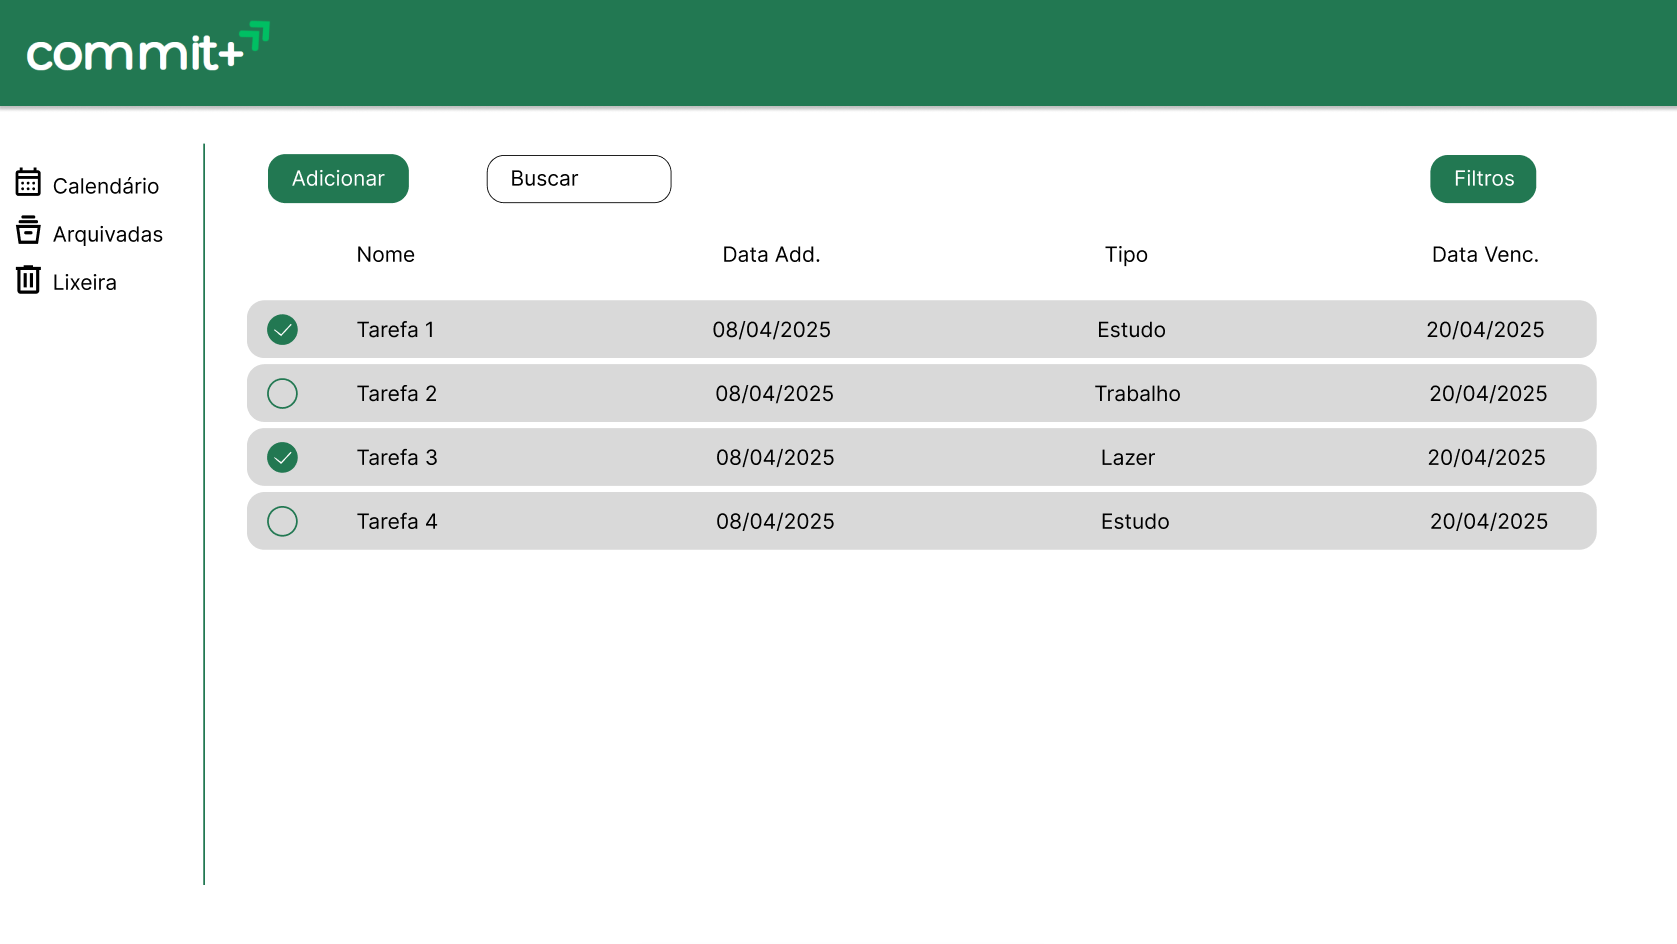 commit+
Calendário
Arquivadas
Lixeira
Adicionar Buscar Filtros
Nome Data Add. Tipo Data Venc.
Tarefa 1 08/04/2025 Estudo 20/04/2025
Tarefa 2 08/04/2025 Trabalho 20/04/2025
Tarefa 3 08/04/2025 Lazer 20/04/2025
Tarefa 4 08/04/2025 Estudo 20/04/2025